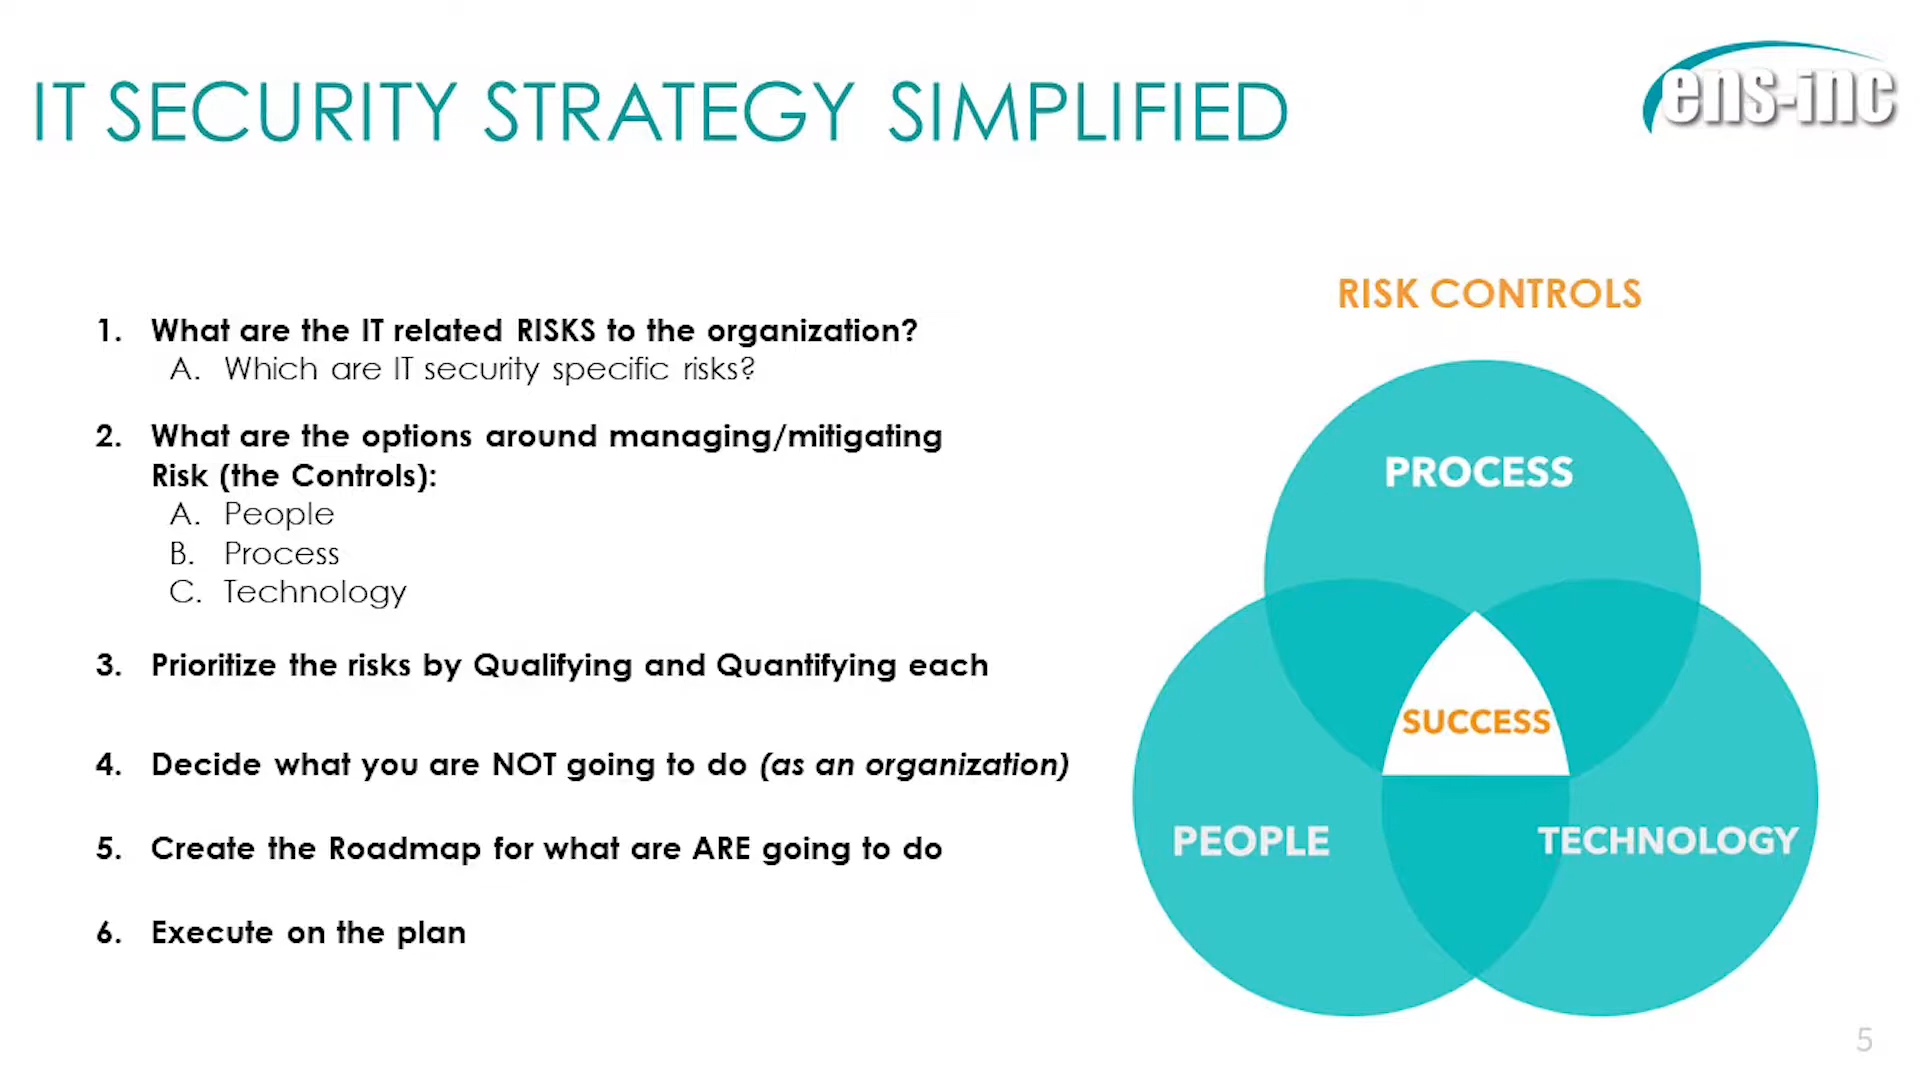 IT SECURITY STRATEGY SIMPLIFIED
ens-inc
1. What are the IT related RISKS to the organization?
A. Which are IT security specific risks?
2. What are the options around managing/mitigating
Risk (the Controls):
A. People
B. Process
C. Technology
3. Prioritize the risks by Qualifying and Quantifying each
4. Decide what you are NOT going to do (as an organization)
5. Create the Roadmap for what are ARE going to do
6. Execute on the plan
RISK CONTROLS
PROCESS
SUCCESS
PEOPLE
TECHNOLOGY
5